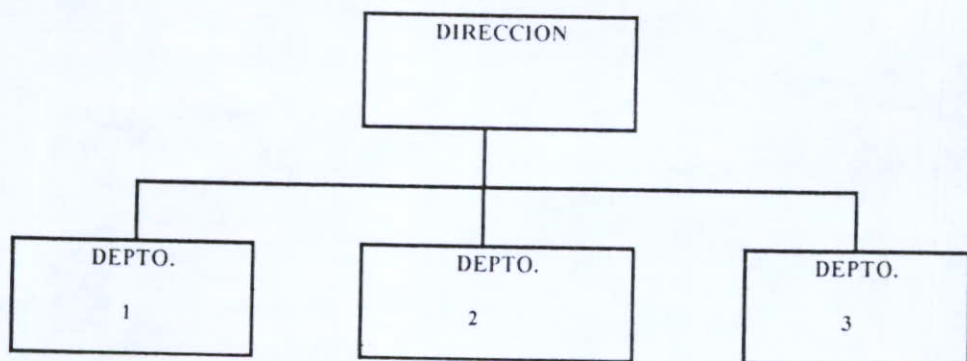 DIRECCION
DEPTO.
1
DEPTO.
2
DEPTO.
3